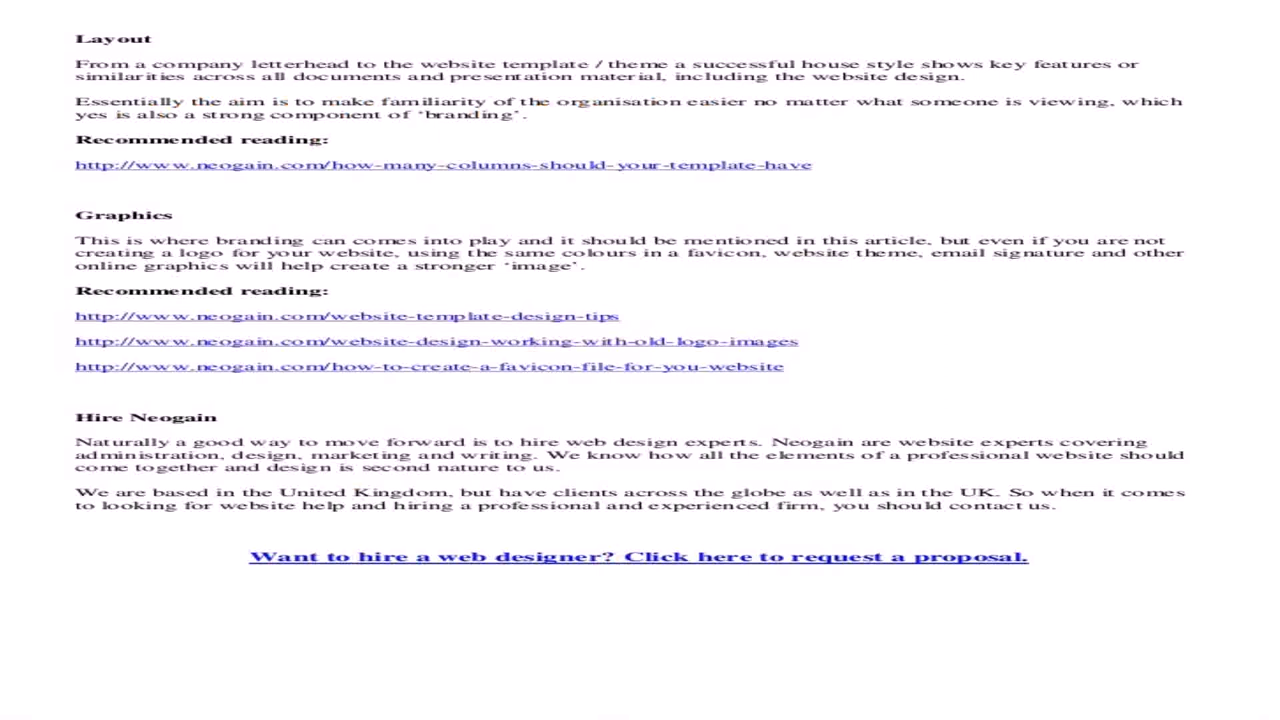 Layout
From a company letterhead to the website template / theme a successful house style shows key features or
similarities across all documents and presentation material, including the website design.
Essentially the aim is to make familiarity of the organisation easier no matter what someone is viewing, which
yes is also a strong component of 'branding'.
Recommended reading:
http://www.neogain.com/how-many-columns-should-your-template-have
Graphics
This is where branding can comes into play and it should be mentioned in this article, but even if you are not
creating a logo for your website, using the same colours in a favicon, website theme, email signature and other
online graphics will help create a stronger 'image'.
Recommended reading:
http://www.neogain.com/website-template-design-tips
http://www.neogain.com/website-design-working-with-old-logo-images
http://www.neogain.com/how-to-create-a-favicon-file-for-you-website
Hire Neogain
Naturally a good way to move forward is to hire web design experts. Neogain are website experts covering
administration, design, marketing and writing. We know how all the elements of a professional website should
come together and design is second nature to us.
We are based in the United Kingdom, but have clients across the globe as well as in the UK. So when it comes
to looking for website help and hiring a professional and experienced firm, you should contact us.
Want to hire a web designer? Click here to request a proposal.